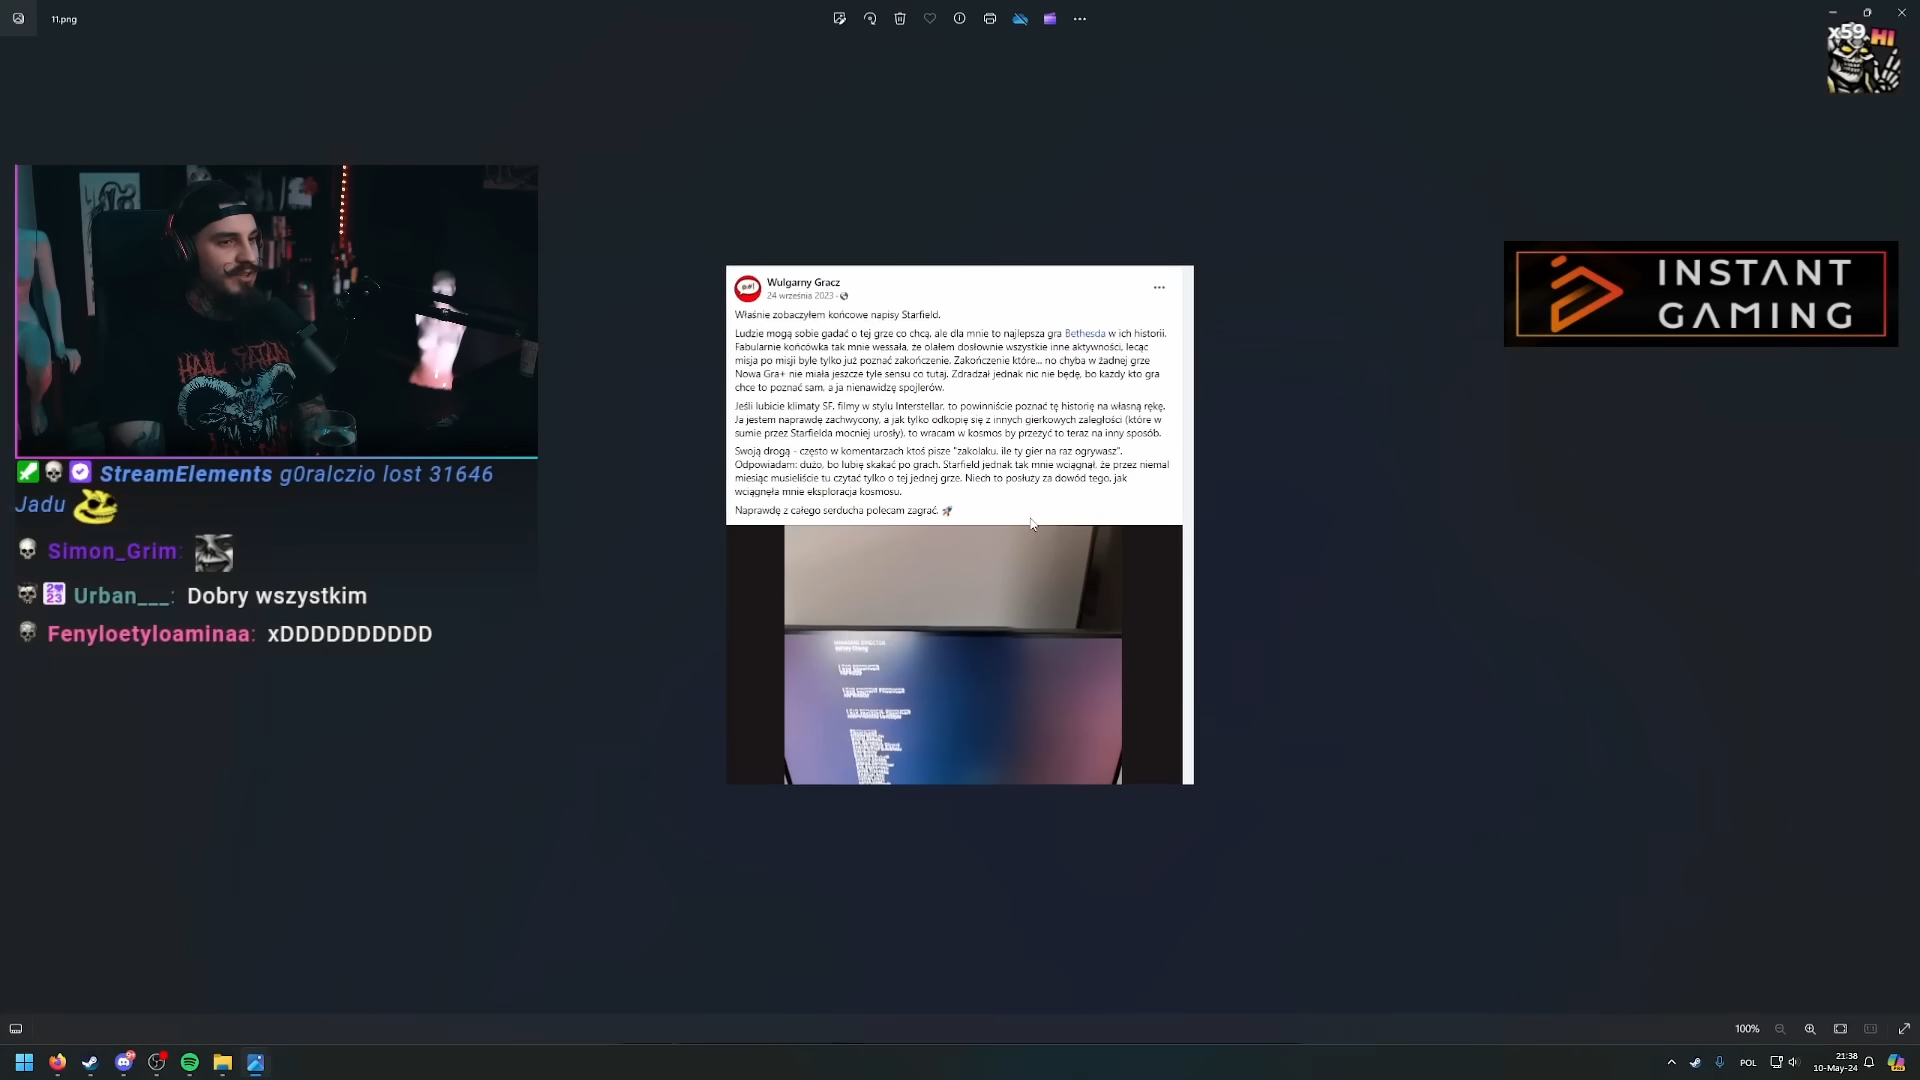 11.png
x59 HI
HAIL SATAN
INSTANT
GAMING
StreamElements g0ralczio lost 31646
Jadu
Simon_Grim:
Urban___: Dobry wszystkim
Fenyloetyloaminaa: xDDDDDDDDDD
Wulgarny Gracz
24 września 2023 ·
Właśnie zobaczyłem końcowe napisy Starfield.
Ludzie mogą sobie gadać o tej grze co chcą, ale dla mnie to najlepsza gra Bethesda w ich historii.
Fabularnie końcówka tak mnie wessała, że olałem dosłownie wszystkie inne aktywności, lecąc
misja po misji byle tylko już poznać zakończenie. Zakończenie które... no chyba w żadnej grze
Nowa Gra+ nie miała jeszcze tyle sensu co tutaj. Zdradzał jednak nic nie będę, bo każdy kto gra
chce to poznać sam, a ja nienawidzę spojlerów.
Jeśli lubicie klimaty SF, filmy w stylu Interstellar, to powinniście poznać tę historię na własną rękę.
Ja jestem naprawdę zachwycony, a jak tylko odkopię się z innych gierkowych zaległości (które w
sumie przez Starfielda mocniej urosły), to wracam w kosmos by przeżyć to teraz na inny sposób.
Swoją drogą - często w komentarzach ktoś pisze "zakolaku, ile ty gier na raz ogrywasz".
Odpowiadam: dużo, bo lubię skakać po grach. Starfield jednak tak mnie wciągnął, że przez niemal
miesiąc musieliście tu czytać tylko o tej jednej grze. Niech to posłuży za dowód tego, jak
wciągnęła mnie eksploracja kosmosu.
Naprawdę z całego serducha polecam zagrać. 🚀
100%
POL
21:38
10-May-24